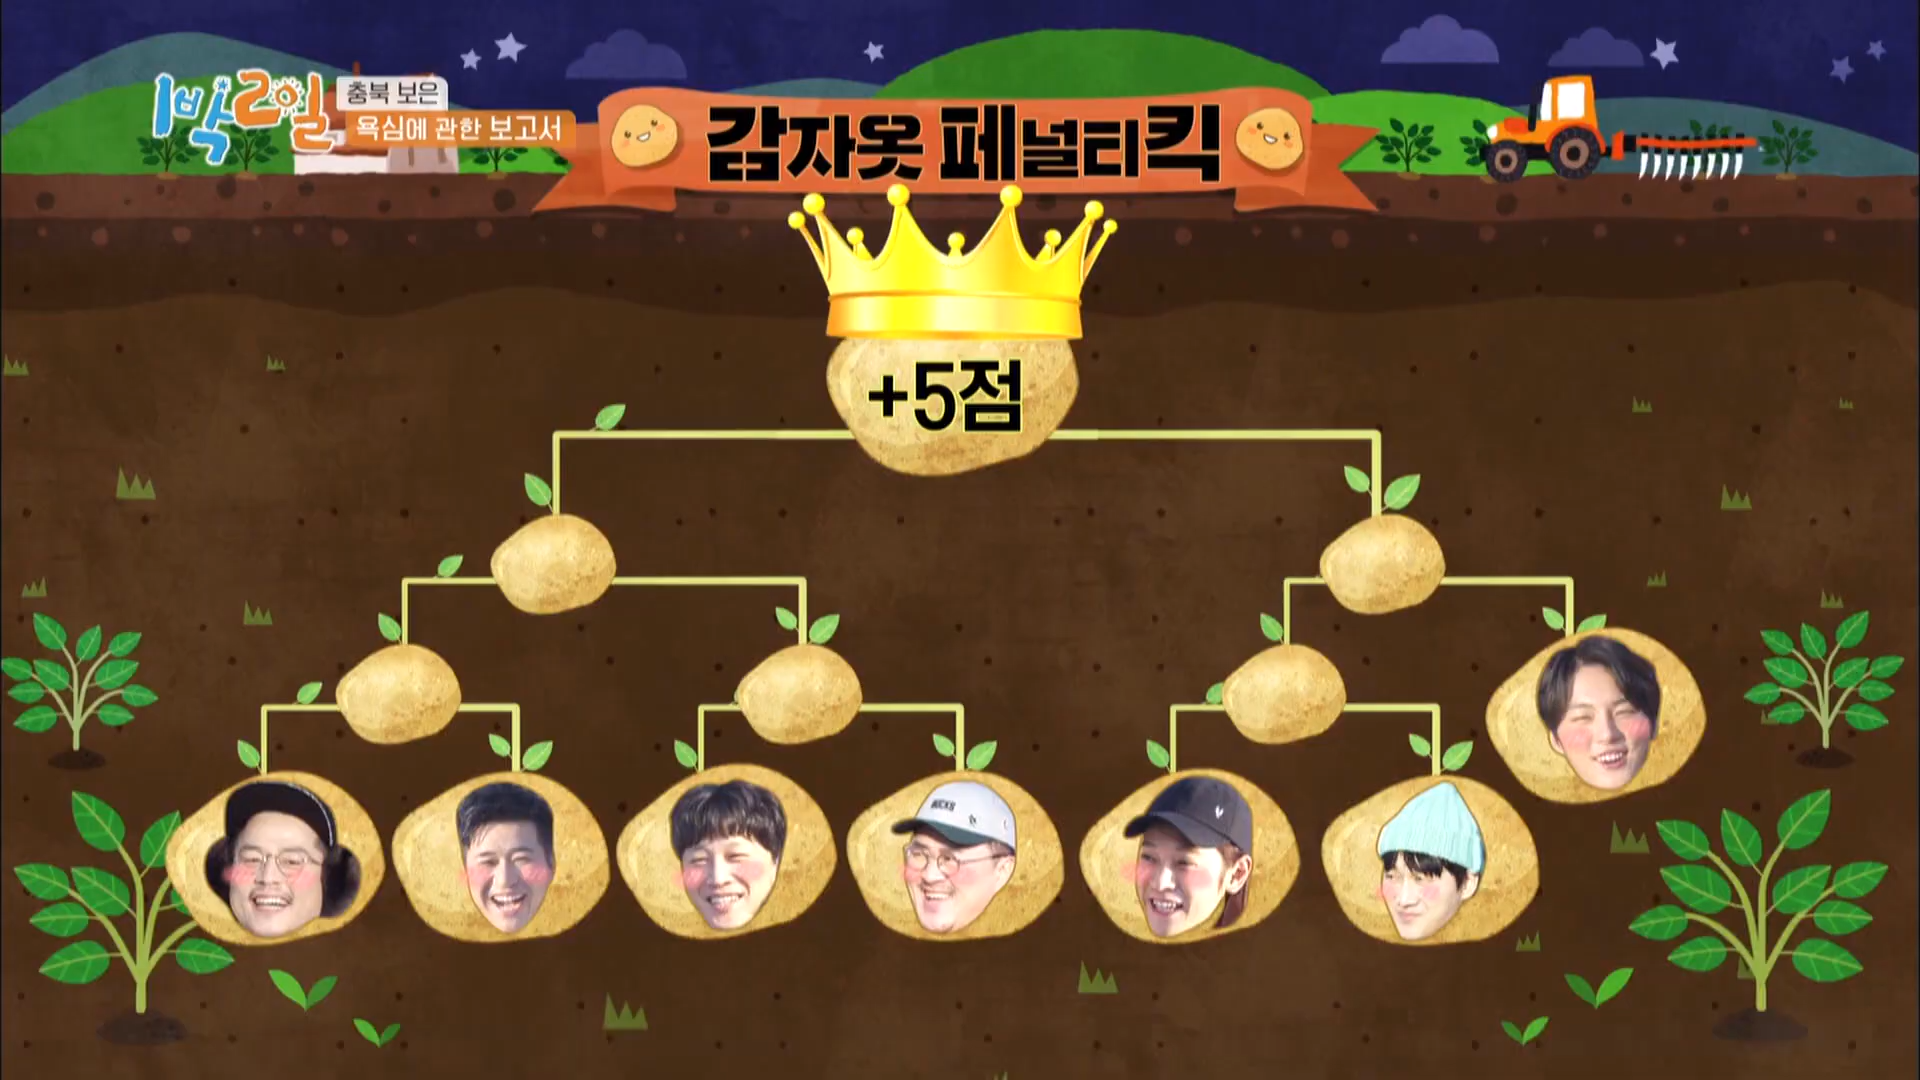 1박2일
충북 보은
욕심에 관한 보고서
감자옷 페널티킥
+5점